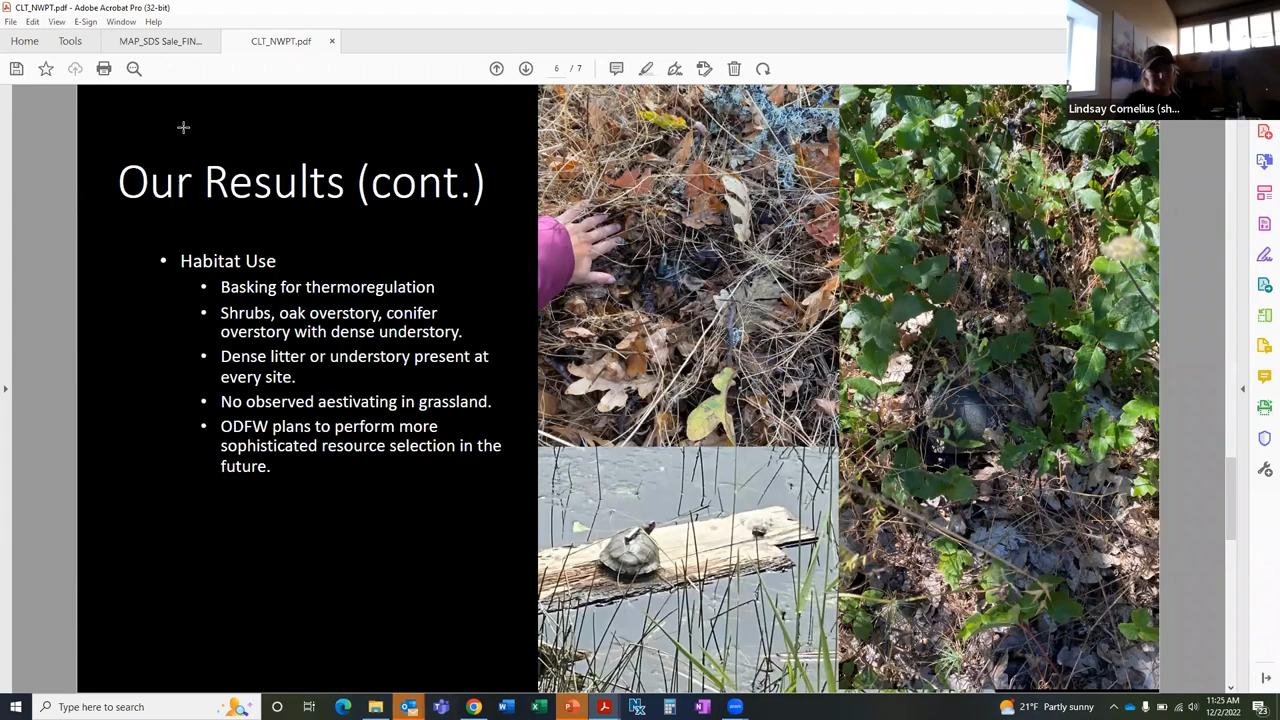 CLT_NWPT.pdf - Adobe Acrobat Pro (32-bit)
File Edit View E-Sign Window Help
Home Tools MAP_SDS Sale_FIN... CLT_NWPT.pdf ×
6 / 7
Lindsay Cornelius (sh...
Our Results (cont.)
• Habitat Use
• Basking for thermoregulation
• Shrubs, oak overstory, conifer
overstory with dense understory.
• Dense litter or understory present at
every site.
• No observed aestivating in grassland.
• ODFW plans to perform more
sophisticated resource selection in the
future.
Type here to search
21°F Partly sunny
11:25 AM
12/2/2022
23